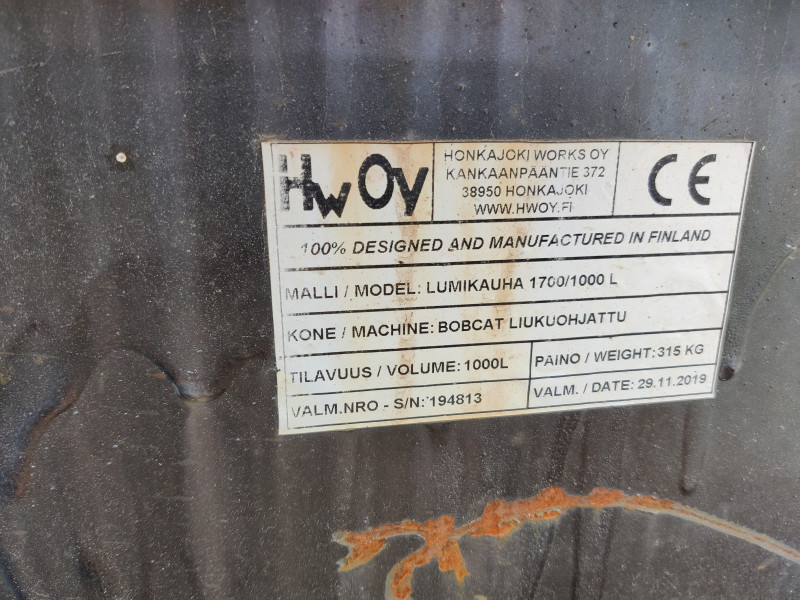 HwOy
HONKAJOKI WORKS OY
KANKAANPÄÄNTIE 372
38950 HONKAJOKI
WWW.HWOY.FI
CE
100% DESIGNED AND MANUFACTURED IN FINLAND
MALLI / MODEL: LUMIKAUHA 1700/1000 L
KONE / MACHINE: BOBCAT LIUKUOHJATTU
TILAVUUS / VOLUME: 1000L
PAINO / WEIGHT: 315 KG
VALM.NRO - S/N: 194813
VALM. / DATE: 29.11.2019